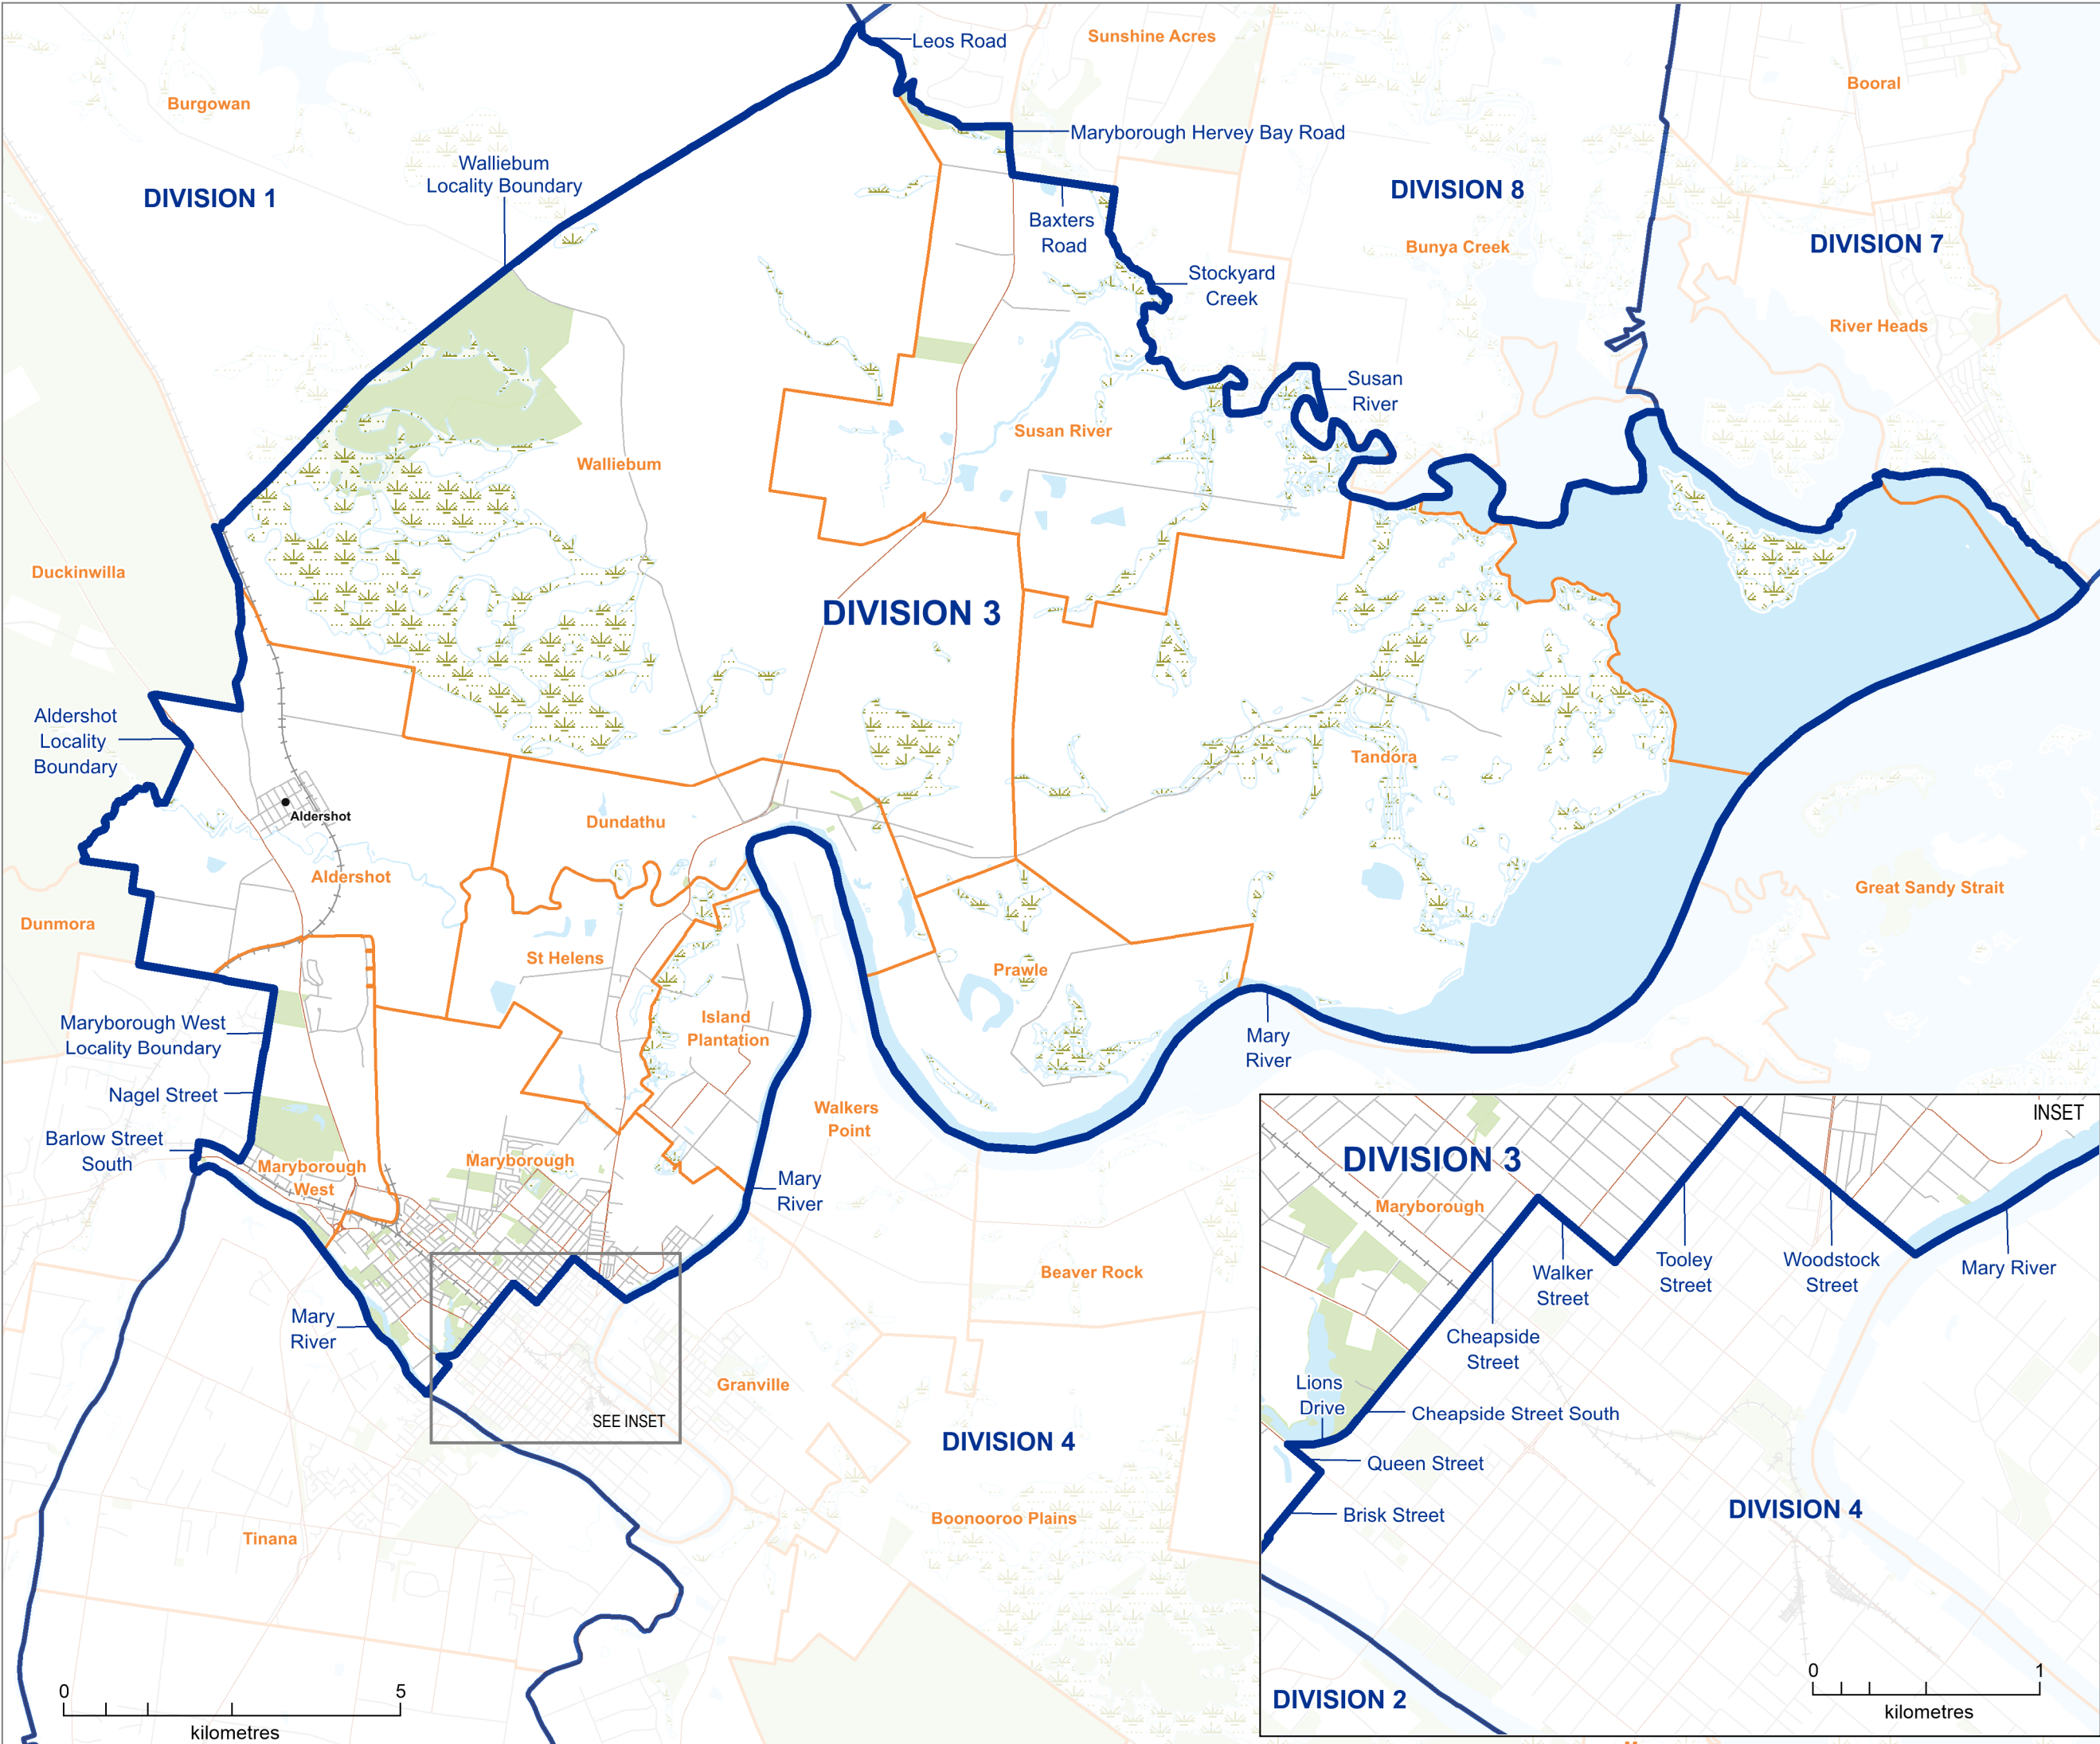 Leos Road
Sunshine Acres
Booral
Burgowan
Maryborough Hervey Bay Road
Walliebum
Locality Boundary
DIVISION 1
DIVISION 8
Baxters
Road
Bunya Creek
DIVISION 7
Stockyard
Creek
River Heads
Susan
River
Susan River
Walliebum
Duckinwilla
DIVISION 3
Aldershot
Locality
Boundary
Tandora
Aldershot
Dundathu
Aldershot
Great Sandy Strait
Dunmora
St Helens
Prawle
Island
Plantation
Maryborough West
Locality Boundary
Mary
River
Nagel Street
Walkers
Point
Barlow Street
South
Maryborough
West
Maryborough
Mary
River
Beaver Rock
Mary
River
Granville
SEE INSET
DIVISION 4
Boonooroo Plains
Tinana
0
5
kilometres
INSET
DIVISION 3
Maryborough
Walker
Street
Tooley
Street
Woodstock
Street
Mary River
Cheapside
Street
Lions
Drive
Cheapside Street South
Queen Street
Brisk Street
DIVISION 4
DIVISION 2
0
1
kilometres